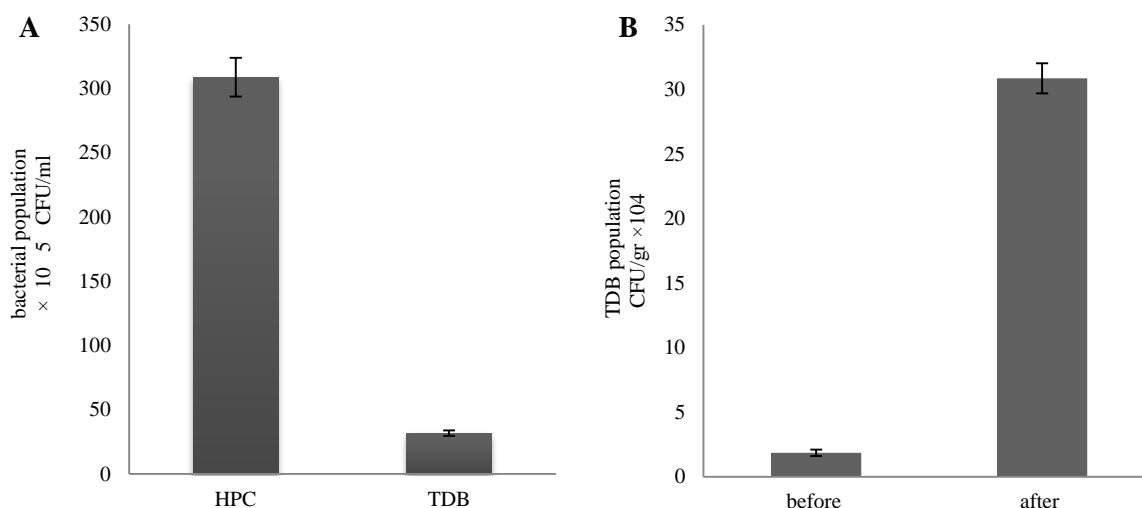 A
bacterial population
× 10 5 CFU/ml
350
300
250
200
150
100
50
0
HPC
TDB
B
TDB population
CFU/gr ×104
35
30
25
20
15
10
5
0
before
after